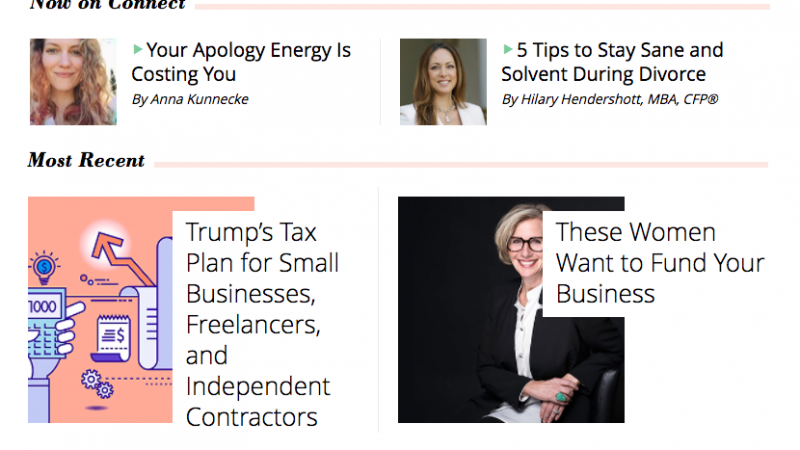 Now on Connect
Your Apology Energy Is
Costing You
By Anna Kunnecke
5 Tips to Stay Sane and
Solvent During Divorce
By Hilary Hendershott, MBA, CFP®
Most Recent
1000
$
$
Trump’s Tax
Plan for Small
Businesses,
Freelancers,
and
Independent
Contractors
These Women
Want to Fund Your
Business